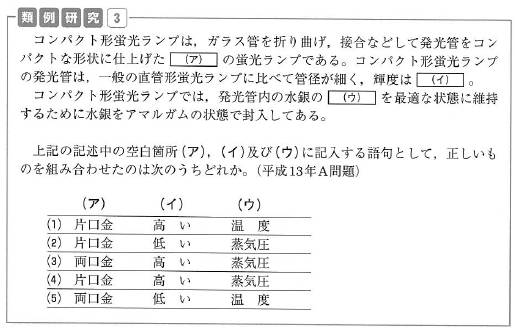 類例研究 3
コンパクト形蛍光ランプは，ガラス管を折り曲げ，接合などして発光管をコン
パクトな形状に仕上げた (ア) の蛍光ランプである。コンパクト形蛍光ランプ
の発光管は，一般の直管形蛍光ランプに比べて管径が細く，輝度は (イ) 。
コンパクト形蛍光ランプでは，発光管内の水銀の (ウ) を最適な状態に維持
するために水銀をアマルガムの状態で封入してある。
上記の記述中の空白箇所(ア)，(イ)及び(ウ)に記入する語句として，正しいも
のを組み合わせたのは次のうちどれか。(平成13年A問題)
(ア) (イ) (ウ)
(1) 片口金 高い 温度
(2) 片口金 低い 蒸気圧
(3) 両口金 高い 蒸気圧
(4) 片口金 高い 蒸気圧
(5) 両口金 低い 温度